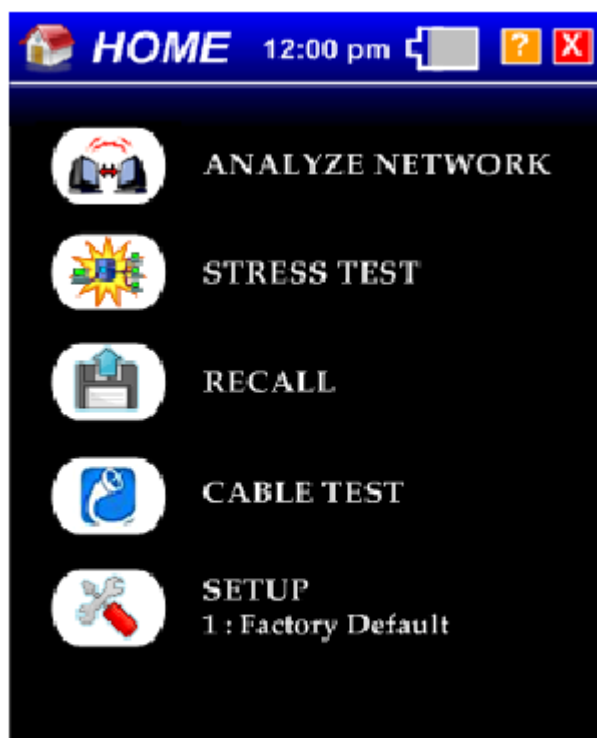 HOME 12:00 pm ? X
ANALYZE NETWORK
STRESS TEST
RECALL
CABLE TEST
SETUP
1 : Factory Default